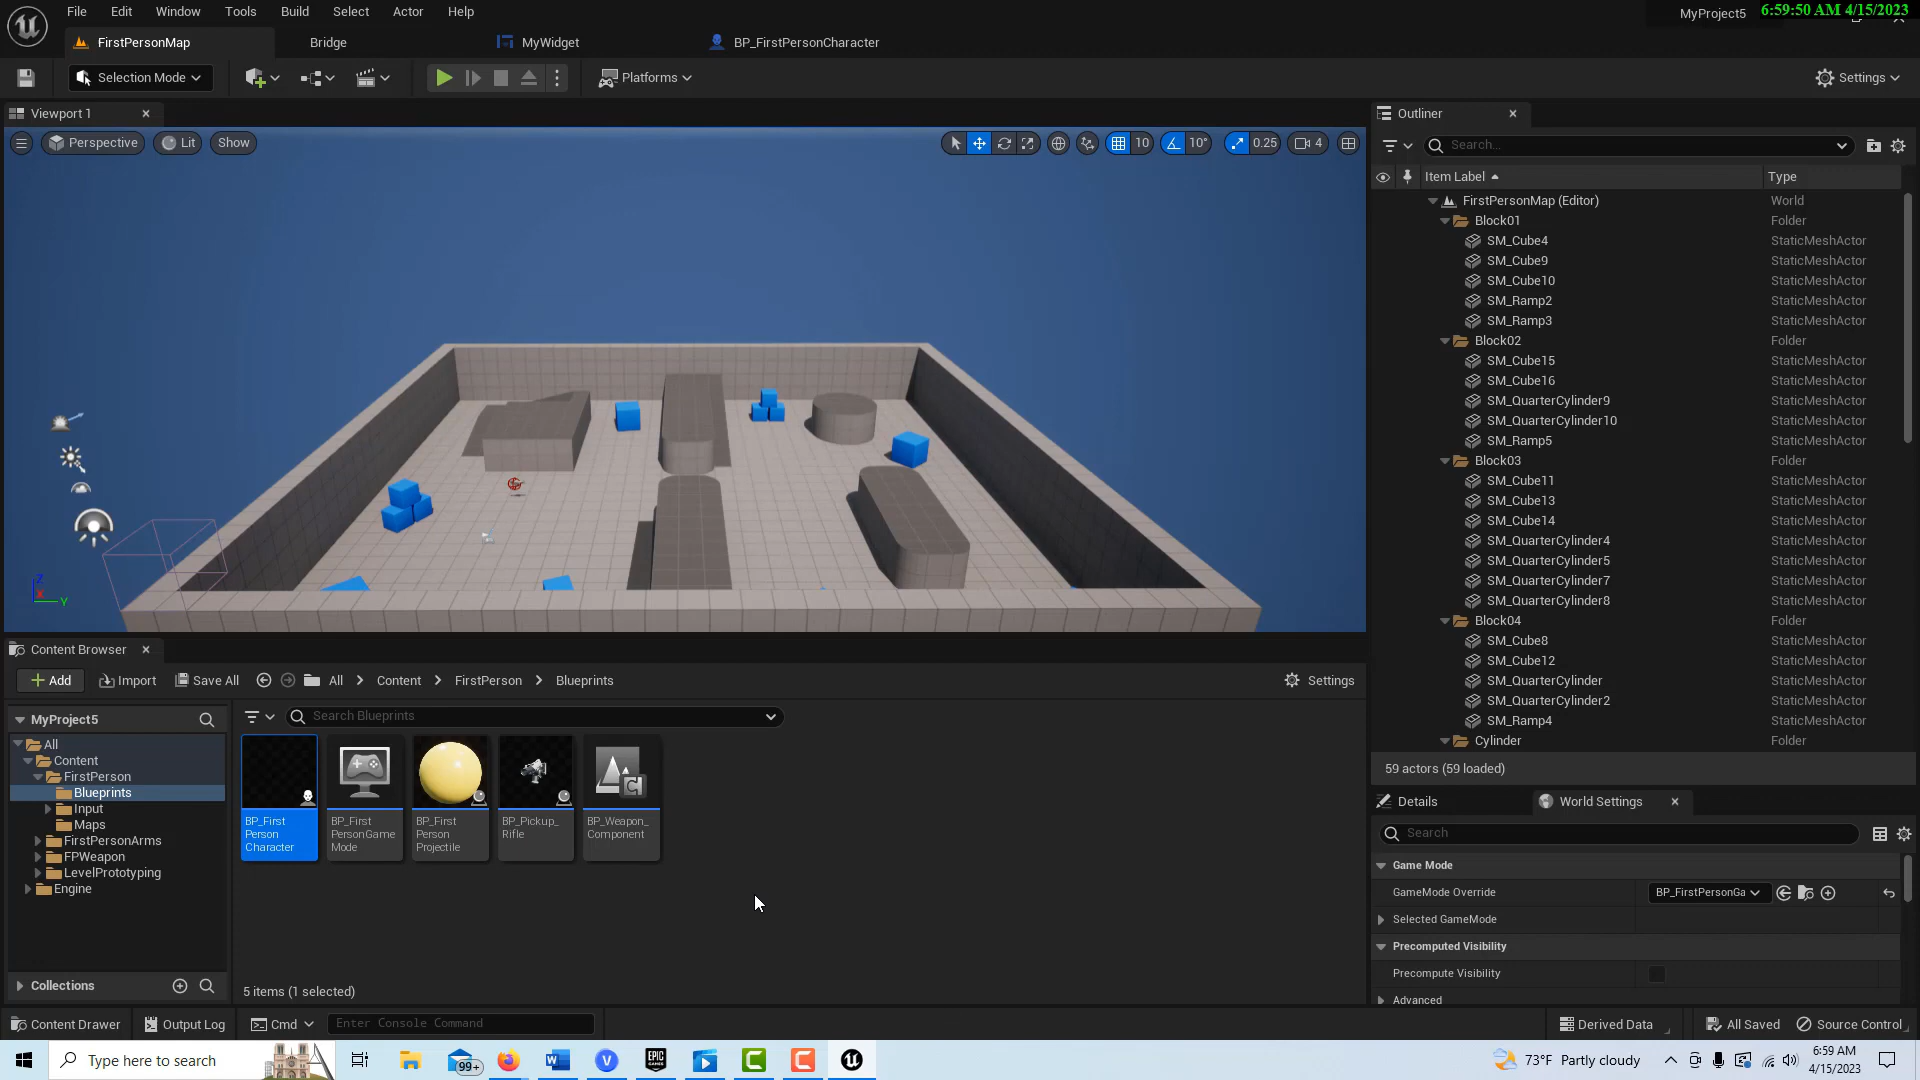 File Edit Window Tools Build Select Actor Help
MyProject5 6:59:50 AM 4/15/2023
FirstPersonMap Bridge MyWidget BP_FirstPersonCharacter
Selection Mode Platforms Settings
Viewport 1
Perspective Lit Show 10 10° 0.25 4
Z
X
Y
Outliner
Search...
Item Label Type
FirstPersonMap (Editor) World
Block01 Folder
SM_Cube4 StaticMeshActor
SM_Cube9 StaticMeshActor
SM_Cube10 StaticMeshActor
SM_Ramp2 StaticMeshActor
SM_Ramp3 StaticMeshActor
Block02 Folder
SM_Cube15 StaticMeshActor
SM_Cube16 StaticMeshActor
SM_QuarterCylinder9 StaticMeshActor
SM_QuarterCylinder10 StaticMeshActor
SM_Ramp5 StaticMeshActor
Block03 Folder
SM_Cube11 StaticMeshActor
SM_Cube13 StaticMeshActor
SM_Cube14 StaticMeshActor
SM_QuarterCylinder4 StaticMeshActor
SM_QuarterCylinder5 StaticMeshActor
SM_QuarterCylinder7 StaticMeshActor
SM_QuarterCylinder8 StaticMeshActor
Block04 Folder
SM_Cube8 StaticMeshActor
SM_Cube12 StaticMeshActor
SM_QuarterCylinder StaticMeshActor
SM_QuarterCylinder2 StaticMeshActor
SM_Ramp4 StaticMeshActor
Cylinder Folder
59 actors (59 loaded)
Details World Settings
Search
Game Mode
GameMode Override BP_FirstPersonGa
Selected GameMode
Precomputed Visibility
Precompute Visibility
Advanced
Content Browser
Add Import Save All All Content FirstPerson Blueprints Settings
MyProject5
All
Content
FirstPerson
Blueprints
Input
Maps
FirstPersonArms
FPWeapon
LevelPrototyping
Engine
Collections
Search Blueprints
BP_First
Person
Character
BP_First
PersonGame
Mode
BP_First
Person
Projectile
BP_Pickup_
Rifle
BP_Weapon_
Component
5 items (1 selected)
Content Drawer Output Log Cmd Enter Console Command Derived Data All Saved Source Control
Type here to search 99+ EPIC GAMES 73°F Partly cloudy 6:59 AM
4/15/2023